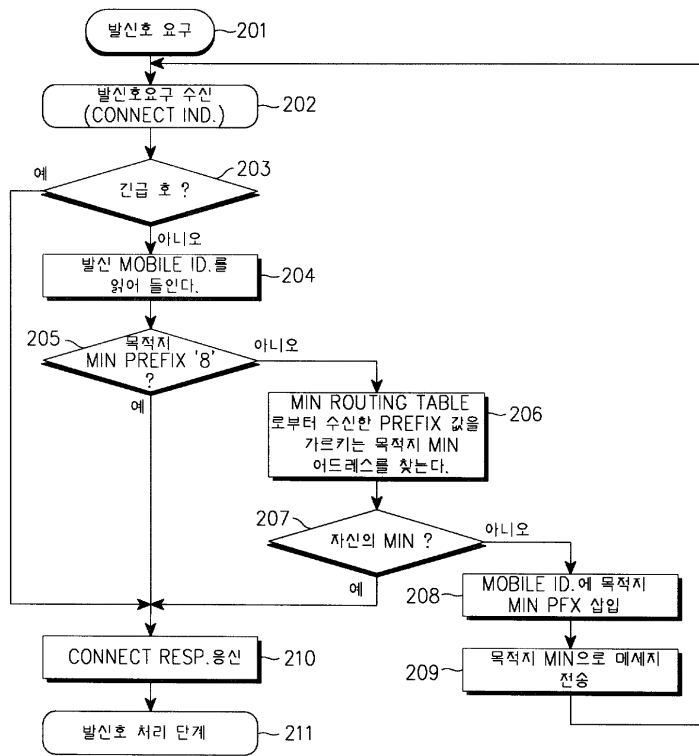 발신호 요구
201
발신호요구 수신
(CONNECT IND.)
202
203
예
긴급 호 ?
아니오
발신 MOBILE ID.를
읽어 들인다.
204
205
목적지
MIN PREFIX '8'
?
아니오
예
MIN ROUTING TABLE
로부터 수신한 PREFIX 값을
가르키는 목적지 MIN
어드레스를 찾는다.
206
207
자신의 MIN ?
아니오
예
208
MOBILE ID.에 목적지
MIN PFX 삽입
209
목적지 MIN으로 메세지
전송
CONNECT RESP.응신
210
발신호 처리 단계
211